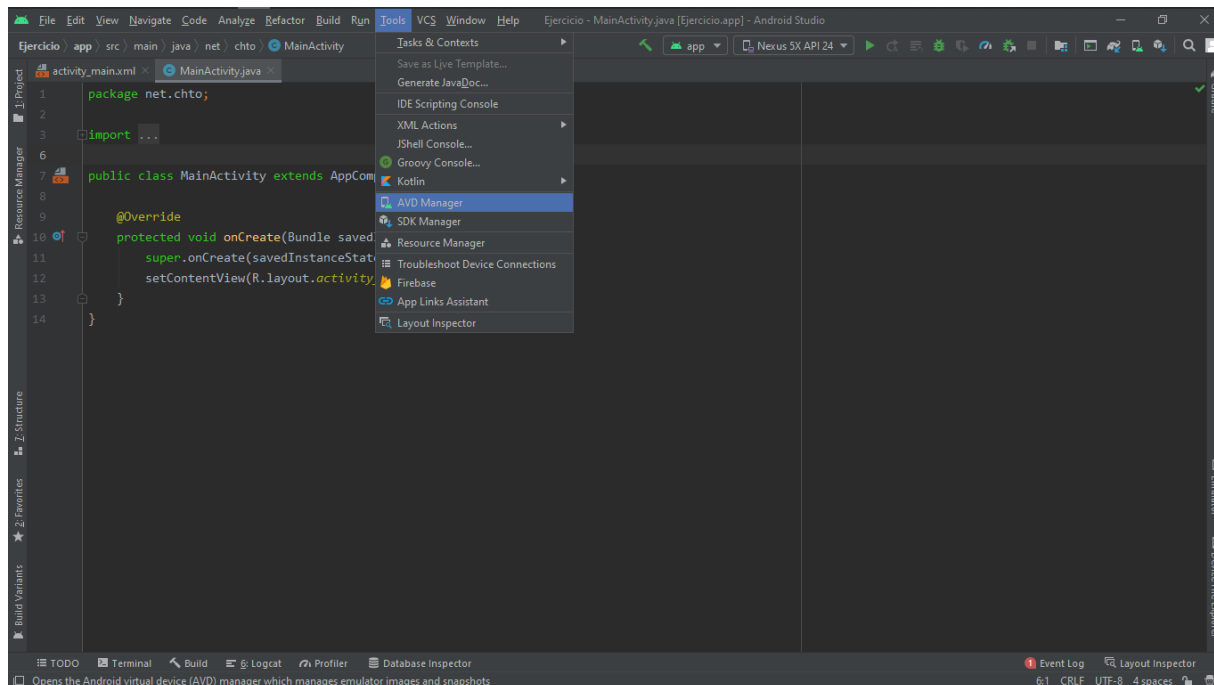 File Edit View Navigate Code Analyze Refactor Build Run Tools VCS Window Help Ejercicio - MainActivity.java [Ejercicio.app] - Android Studio
Ejercicio app src main java net chto MainActivity
app Nexus 5X API 24
activity_main.xml MainActivity.java
Tasks & Contexts
Save as Live Template...
Generate JavaDoc...
IDE Scripting Console
XML Actions
JShell Console...
Groovy Console...
Kotlin
AVD Manager
SDK Manager
Resource Manager
Troubleshoot Device Connections
Firebase
App Links Assistant
Layout Inspector
1 package net.chto;
2
3 import ...
6
7 public class MainActivity extends AppCom
8
9 @Override
10 protected void onCreate(Bundle saved
11 super.onCreate(savedInstanceState
12 setContentView(R.layout.activity_
13 }
14 }
1: Project
Resource Manager
7: Structure
2: Favorites
Build Variants
TODO Terminal Build 6: Logcat Profiler Database Inspector
1 Event Log Layout Inspector
Opens the Android virtual device (AVD) manager which manages emulator images and snapshots
6:1 CRLF UTF-8 4 spaces